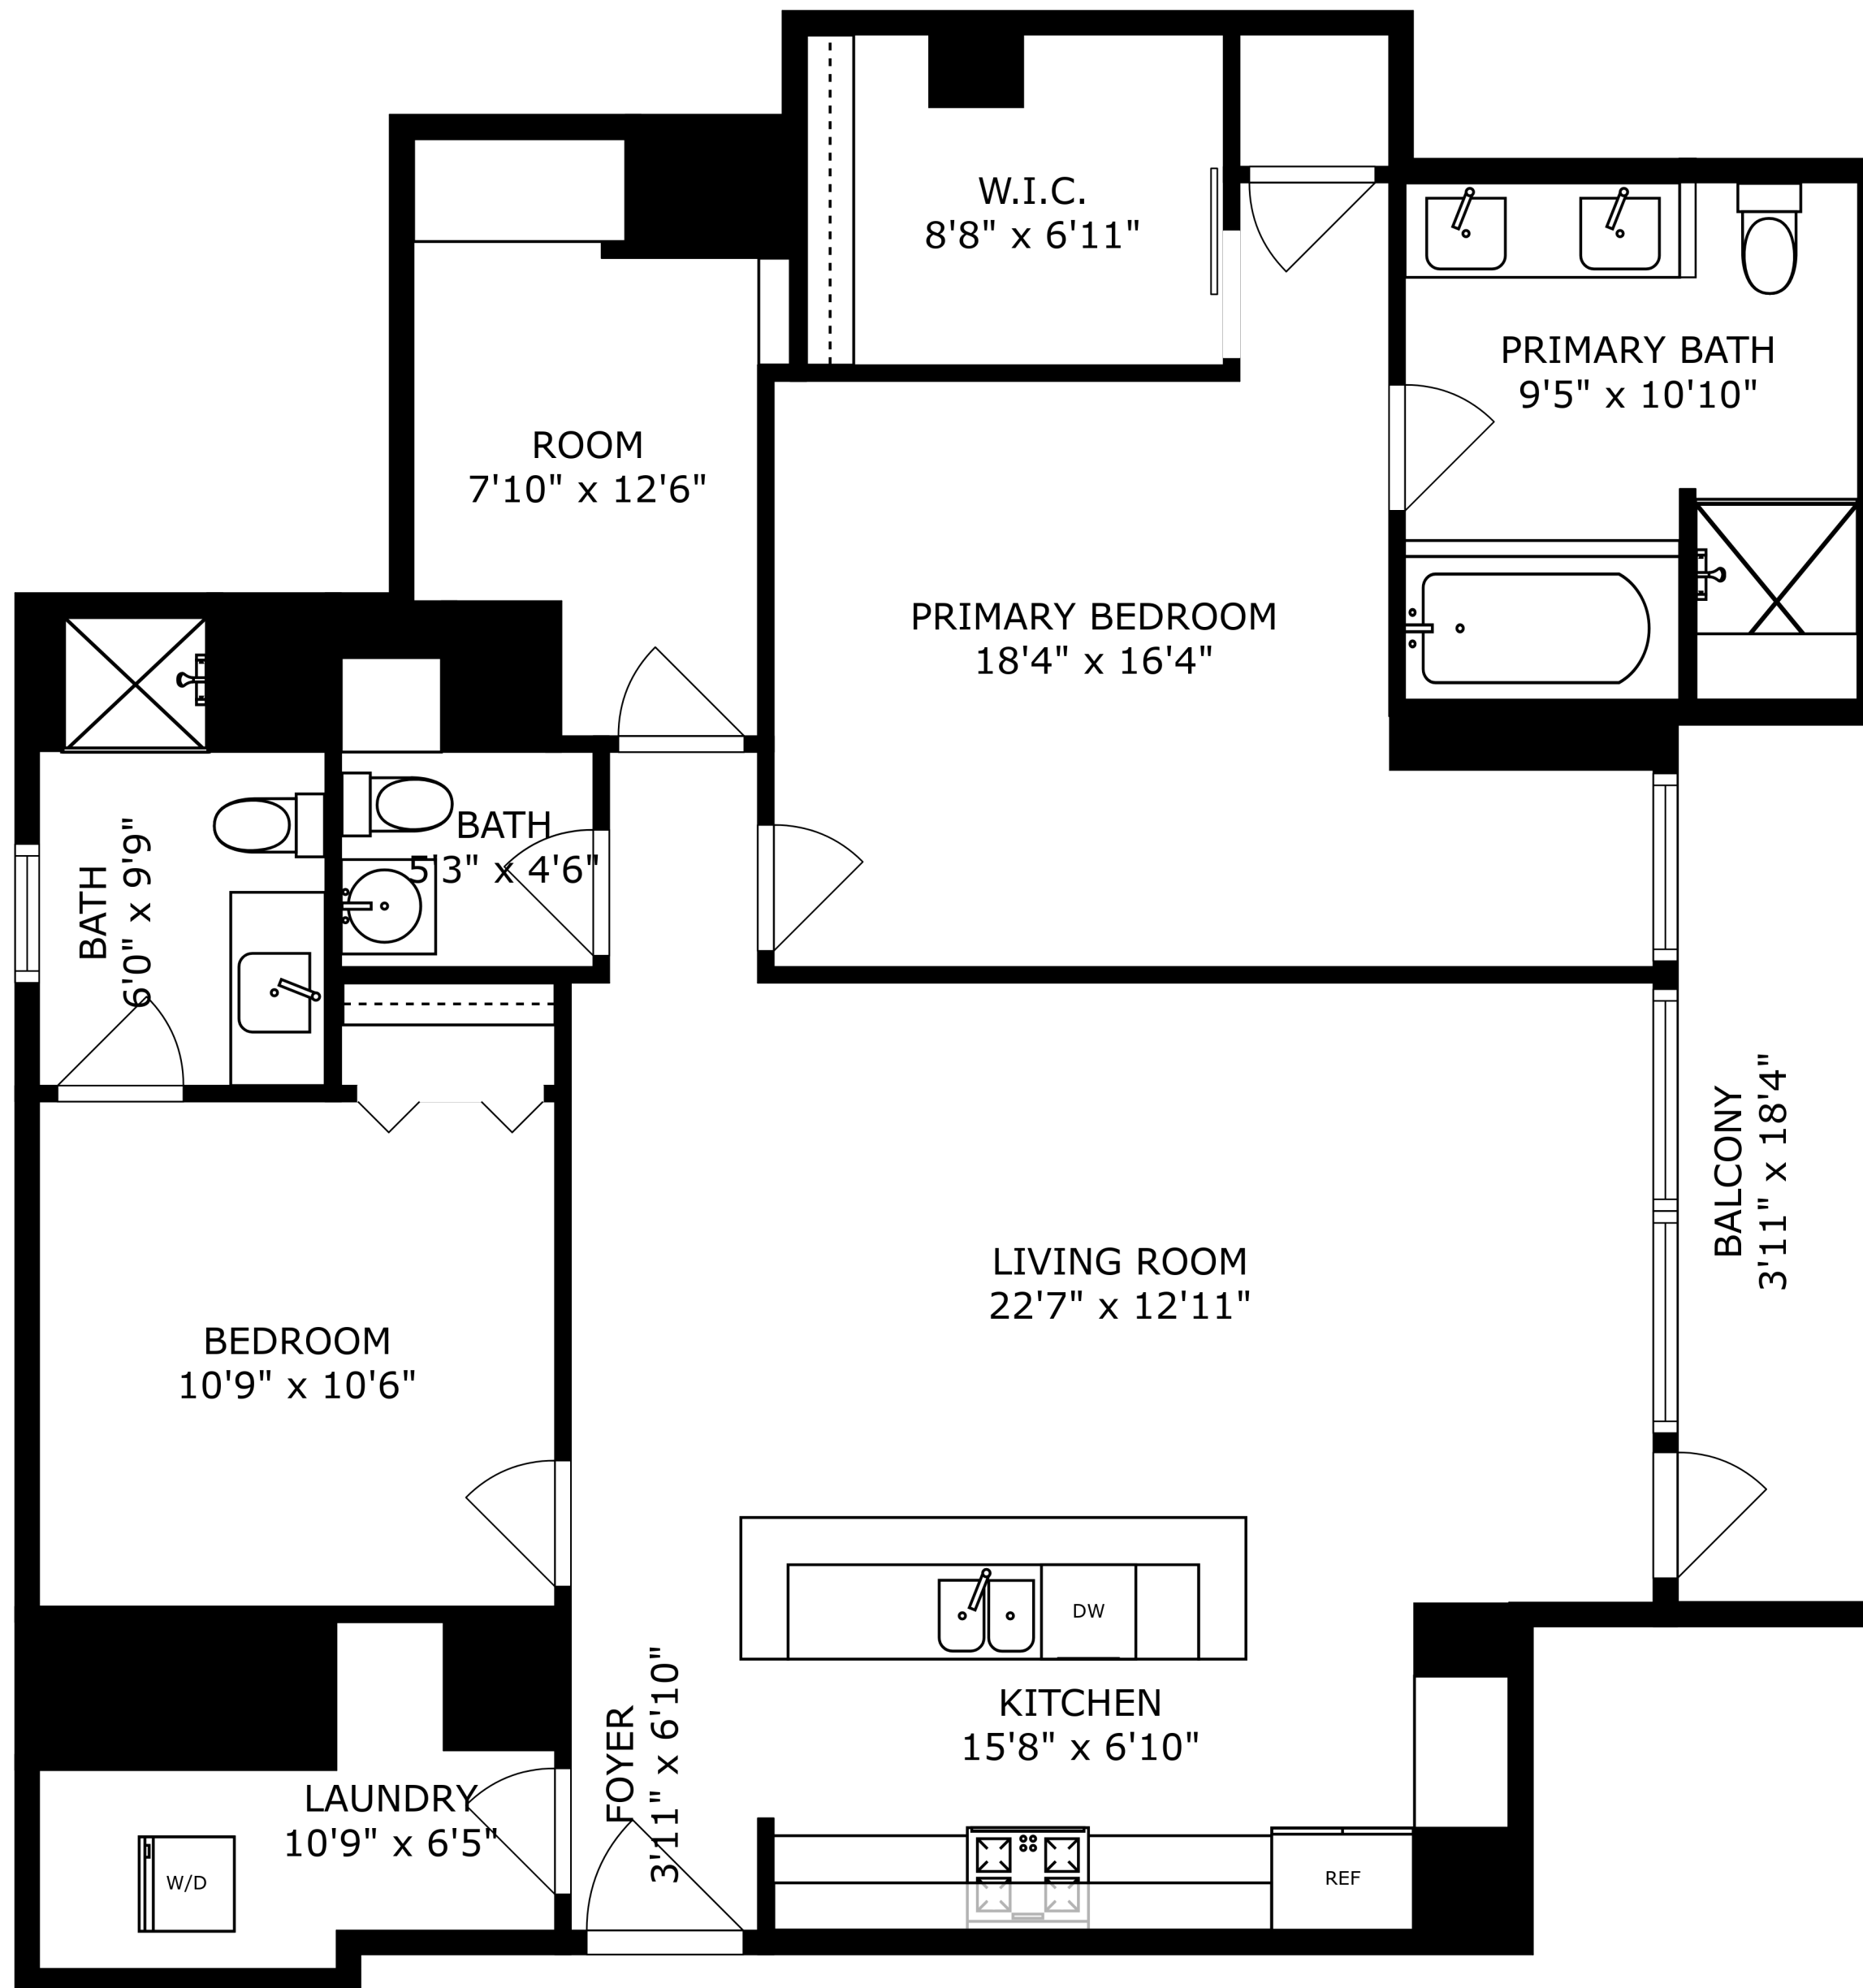 W.I.C.
8'8" x 6'11"
PRIMARY BATH
9'5" x 10'10"
ROOM
7'10" x 12'6"
PRIMARY BEDROOM
18'4" x 16'4"
BATH
5'3" x 4'6"
BATH
6'0" x 9'9"
BALCONY
3'11" x 18'4"
LIVING ROOM
22'7" x 12'11"
BEDROOM
10'9" x 10'6"
DW
KITCHEN
15'8" x 6'10"
FOYER
3'11" x 6'10"
LAUNDRY
10'9" x 6'5"
W/D
REF